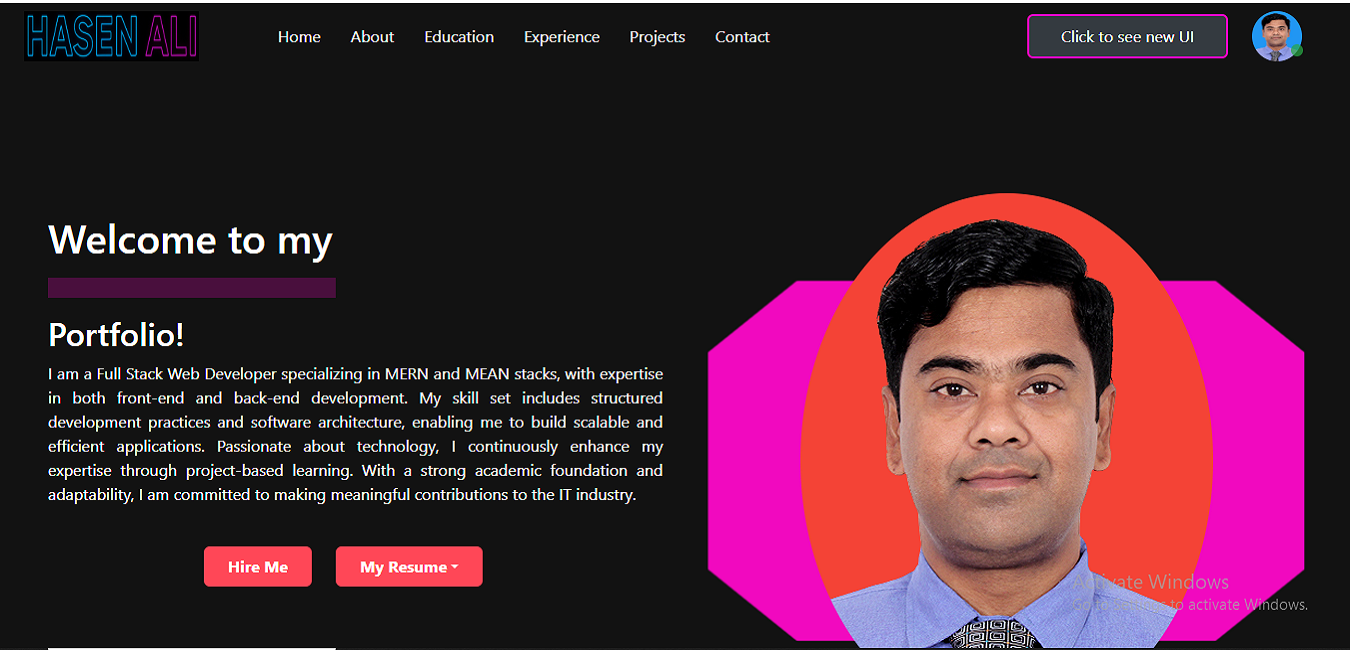 HASEN ALI
Home
About
Education
Experience
Projects
Contact
Click to see new UI
Welcome to my
Portfolio!
I am a Full Stack Web Developer specializing in MERN and MEAN stacks, with expertise
in both front-end and back-end development. My skill set includes structured
development practices and software architecture, enabling me to build scalable and
efficient applications. Passionate about technology, I continuously enhance my
expertise through project-based learning. With a strong academic foundation and
adaptability, I am committed to making meaningful contributions to the IT industry.
Hire Me
My Resume
Activate Windows
to activate Windows.